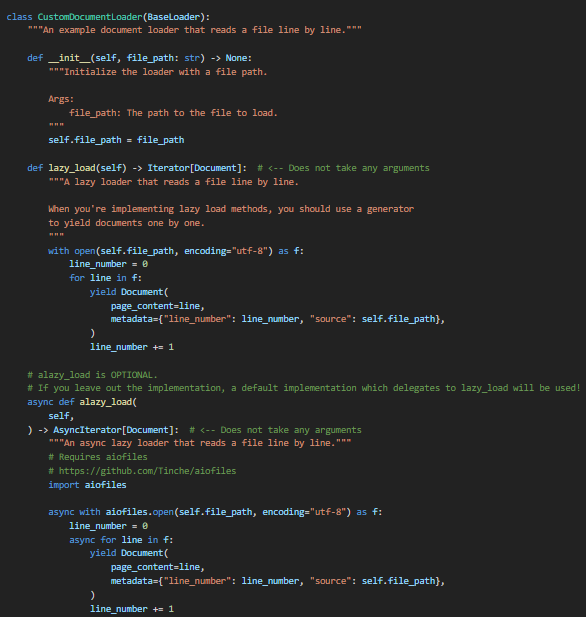 class CustomDocumentLoader(BaseLoader):
    """An example document loader that reads a file line by line."""

    def __init__(self, file_path: str) -> None:
        """Initialize the loader with a file path.

        Args:
            file_path: The path to the file to load.
        """
        self.file_path = file_path

    def lazy_load(self) -> Iterator[Document]:  # <-- Does not take any arguments
        """A lazy loader that reads a file line by line.

        When you're implementing lazy load methods, you should use a generator
        to yield documents one by one.
        """
        with open(self.file_path, encoding="utf-8") as f:
            line_number = 0
            for line in f:
                yield Document(
                    page_content=line,
                    metadata={"line_number": line_number, "source": self.file_path},
                )
                line_number += 1

    # alazy_load is OPTIONAL.
    # If you leave out the implementation, a default implementation which delegates to lazy_load will be used!
    async def alazy_load(
        self,
    ) -> AsyncIterator[Document]:  # <-- Does not take any arguments
        """An async lazy loader that reads a file line by line."""
        # Requires aiofiles
        # https://github.com/Tinche/aiofiles
        import aiofiles

        async with aiofiles.open(self.file_path, encoding="utf-8") as f:
            line_number = 0
            async for line in f:
                yield Document(
                    page_content=line,
                    metadata={"line_number": line_number, "source": self.file_path},
                )
                line_number += 1